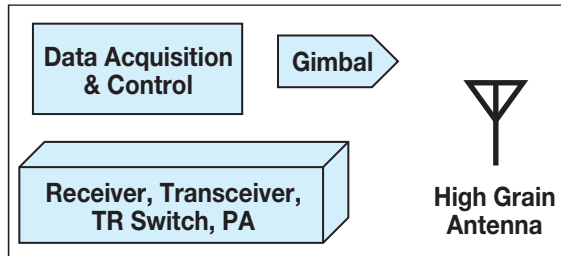 Data Acquisition
& Control
Gimbal
Receiver, Transceiver,
TR Switch, PA
High Grain
Antenna